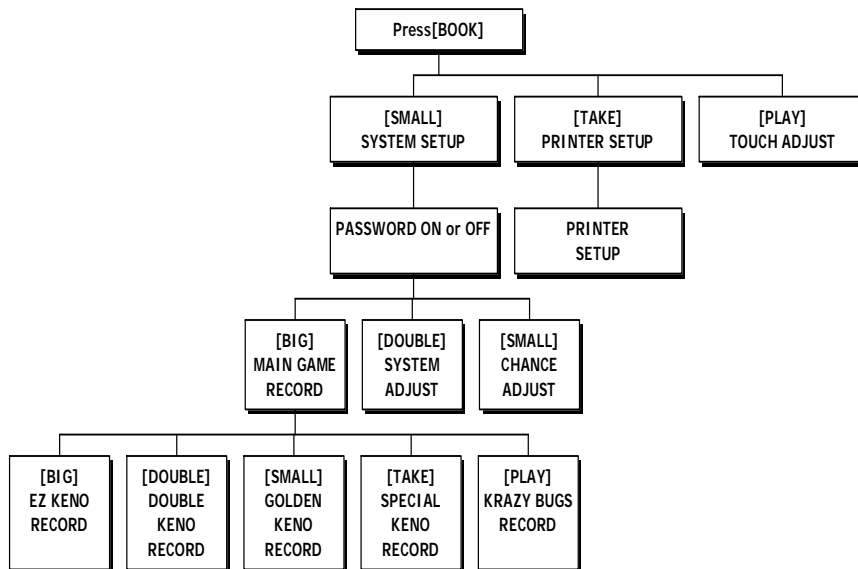 Press[BOOK]
[SMALL]
SYSTEM SETUP
[TAKE]
PRINTER SETUP
[PLAY]
TOUCH ADJUST
PASSWORD ON or OFF
PRINTER
SETUP
[BIG]
MAIN GAME
RECORD
[DOUBLE]
SYSTEM
ADJUST
[SMALL]
CHANCE
ADJUST
[BIG]
EZ KENO
RECORD
[DOUBLE]
DOUBLE
KENO
RECORD
[SMALL]
GOLDEN
KENO
RECORD
[TAKE]
SPECIAL
KENO
RECORD
[PLAY]
KRAZY BUGS
RECORD